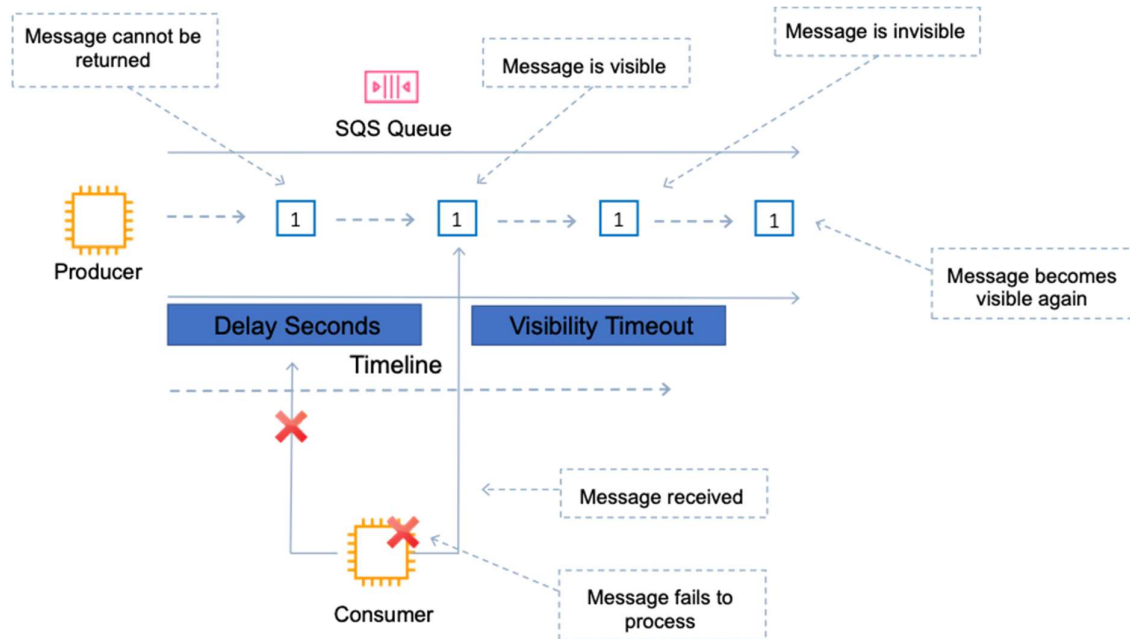 Message cannot be
returned
Message is visible
Message is invisible
SQS Queue
1
1
1
1
Producer
Message becomes
visible again
Delay Seconds
Visibility Timeout
Timeline
Message received
Consumer
Message fails to
process